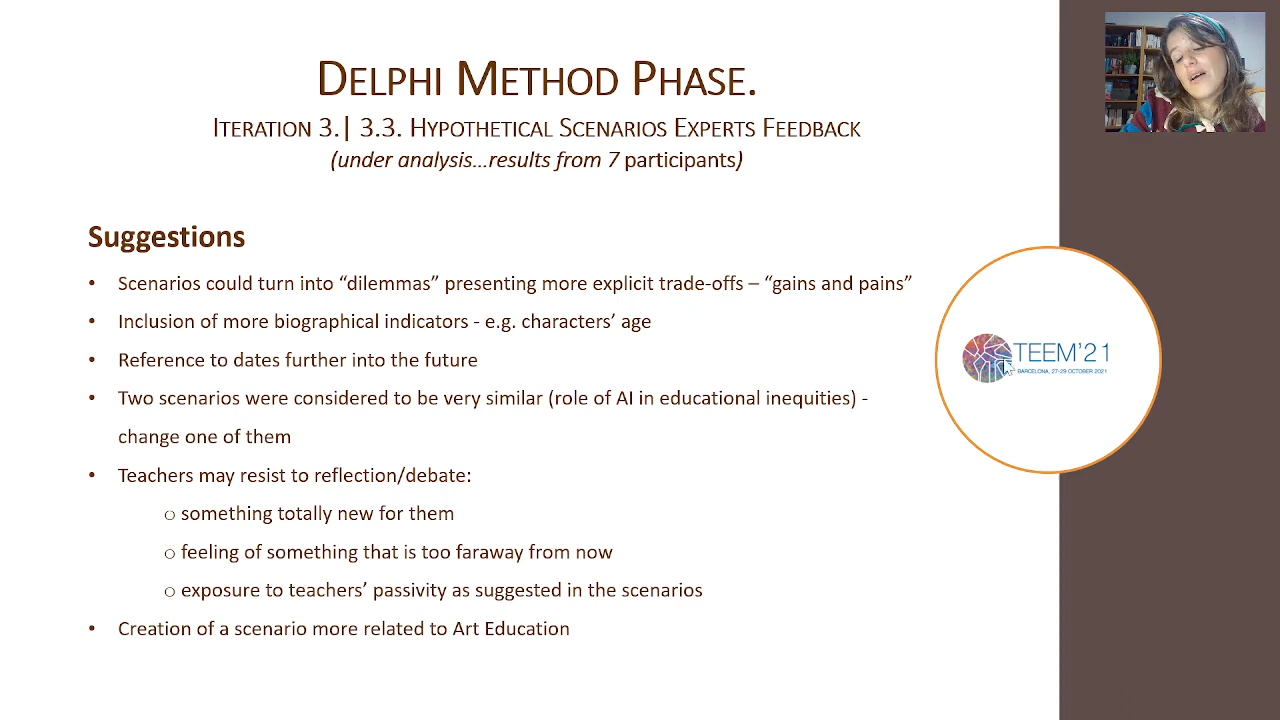 DELPHI METHOD PHASE.
ITERATION 3.| 3.3. HYPOTHETICAL SCENARIOS EXPERTS FEEDBACK
(under analysis...results from 7 participants)
Suggestions
• Scenarios could turn into “dilemmas” presenting more explicit trade-offs – “gains and pains”
• Inclusion of more biographical indicators - e.g. characters’ age
• Reference to dates further into the future
• Two scenarios were considered to be very similar (role of AI in educational inequities) -
change one of them
• Teachers may resist to reflection/debate:
o something totally new for them
o feeling of something that is too faraway from now
o exposure to teachers’ passivity as suggested in the scenarios
• Creation of a scenario more related to Art Education
TEEM’21
BARCELONA, 27-29 OCTOBER 2021